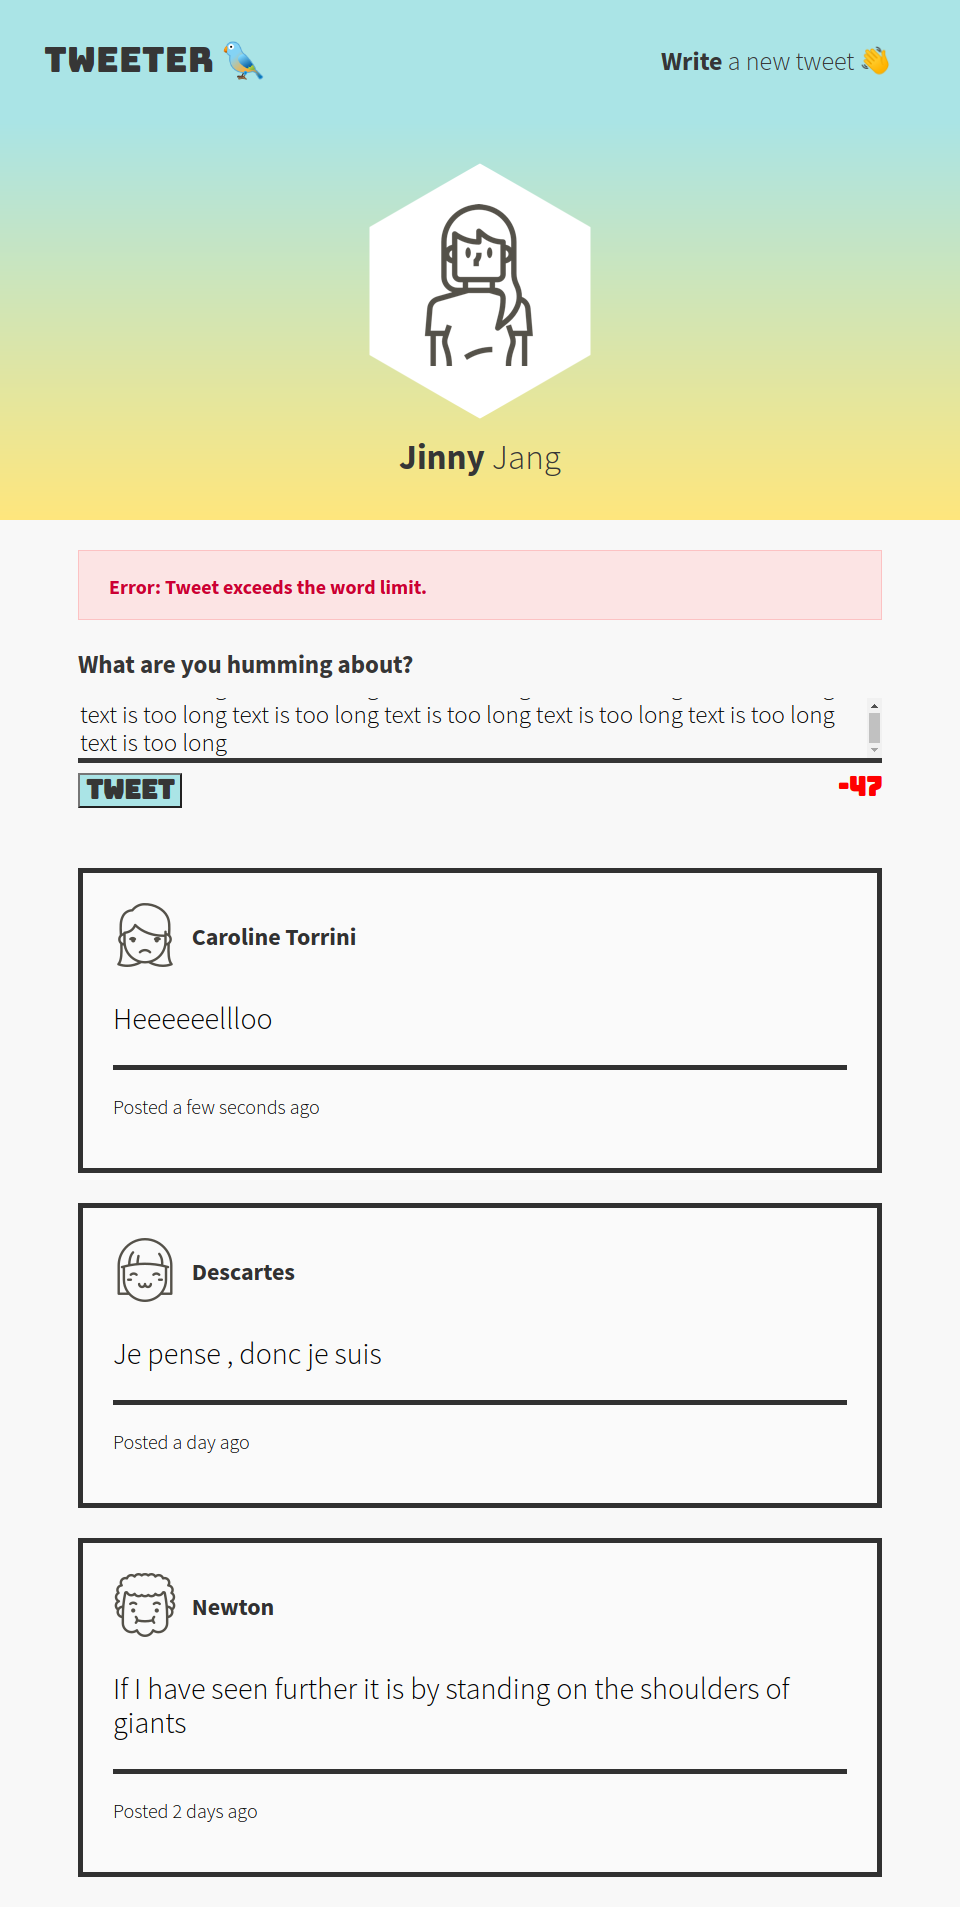 TWEETER
Write a new tweet
Jinny Jang
Error: Tweet exceeds the word limit.
What are you humming about?
text is too long text is too long text is too long text is too long text is too long
text is too long
TWEET
-47
Caroline Torrini
Heeeeeellloo
Posted a few seconds ago
Descartes
Je pense , donc je suis
Posted a day ago
Newton
If I have seen further it is by standing on the shoulders of
giants
Posted 2 days ago